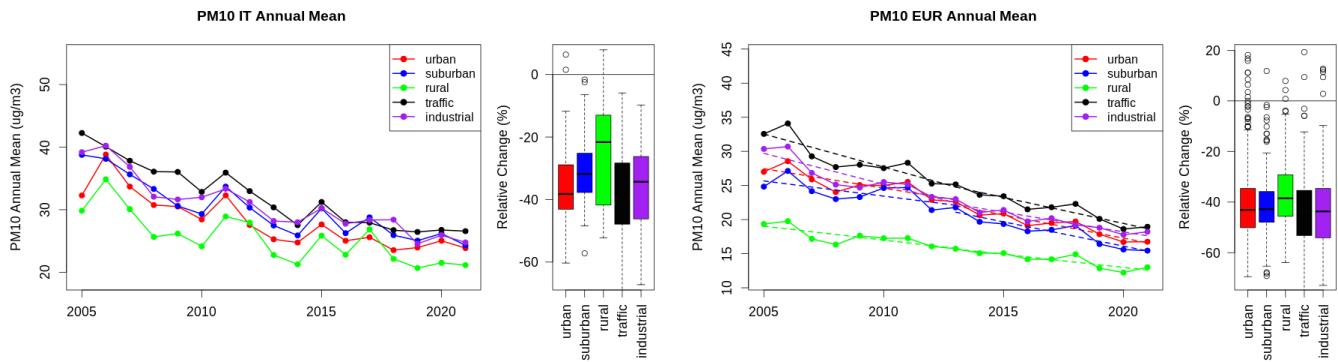 PM10 IT Annual Mean
PM10 Annual Mean (ug/m3)
50
40
30
20
2005 2010 2015 2020
urban
suburban
rural
traffic
industrial
Relative Change (%)
0
-20
-40
-60
urban
suburban
rural
traffic
industrial
PM10 EUR Annual Mean
PM10 Annual Mean (ug/m3)
45
40
35
30
25
20
15
10
2005 2010 2015 2020
urban
suburban
rural
traffic
industrial
Relative Change (%)
20
0
-20
-40
-60
urban
suburban
rural
traffic
industrial